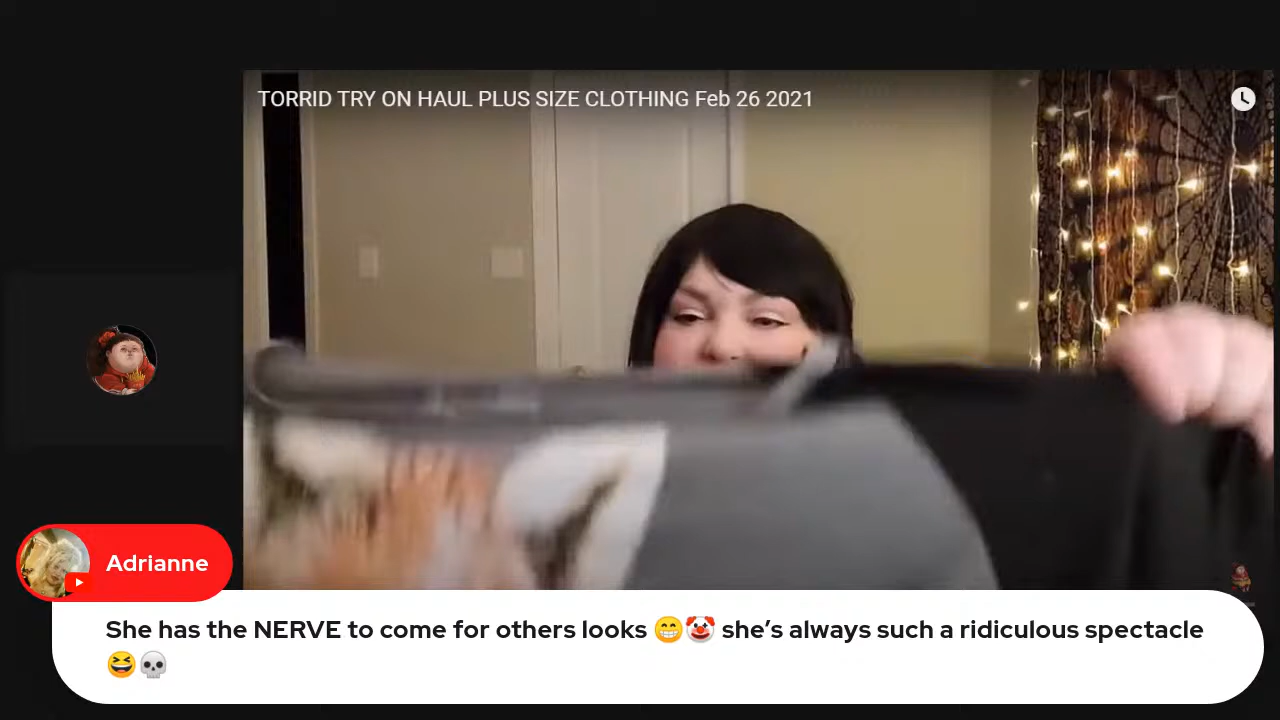 TORRID TRY ON HAUL PLUS SIZE CLOTHING Feb 26 2021
Adrianne
She has the NERVE to come for others looks 😁🤡 she’s always such a ridiculous spectacle
😆💀